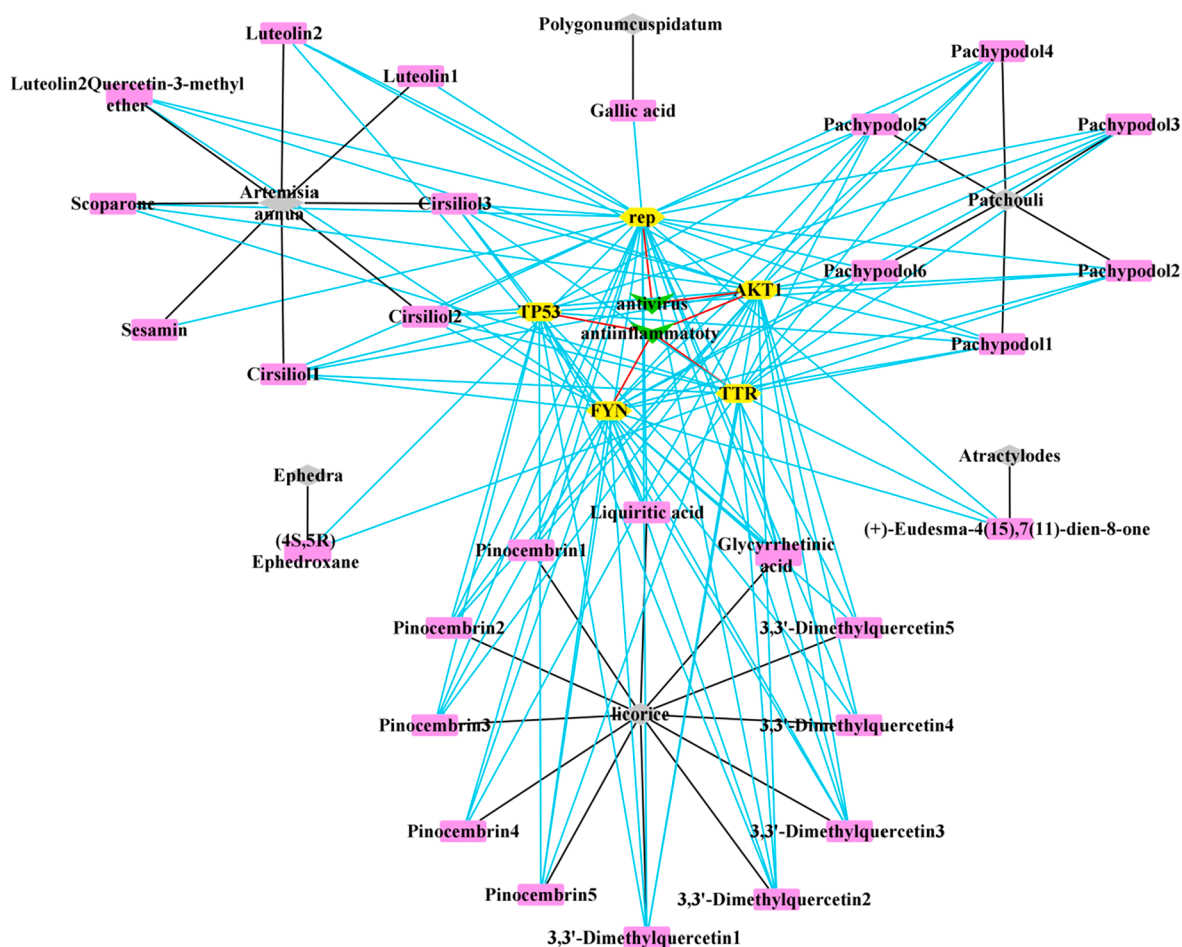 Polygonumcuspidatum
Luteolin2
Pachypodol4
Luteolin1
Luteolin2Quercetin-3-methyl
ether
Gallic acid
Pachypodol5
Pachypodol3
Artemisia
annua
Scoparone
Cirsiliol3
rep
Patchouli
Pachypodol6
Pachypodol2
AKT1
antivirus
TP53
Cirsiliol2
Sesamin
antiinflammatoty
Pachypodol1
Cirsiliol1
TTR
FYN
Atractylodes
Ephedra
Liquiritic acid
(+)-Eudesma-4(15),7(11)-dien-8-one
(4S,5R)
Ephedroxane
Pinocembrin1
Glycyrrhetinic
acid
Pinocembrin2
3,3'-Dimethylquercetin5
licorice
Pinocembrin3
3,3'-Dimethylquercetin4
Pinocembrin4
3,3'-Dimethylquercetin3
Pinocembrin5
3,3'-Dimethylquercetin2
3,3'-Dimethylquercetin1